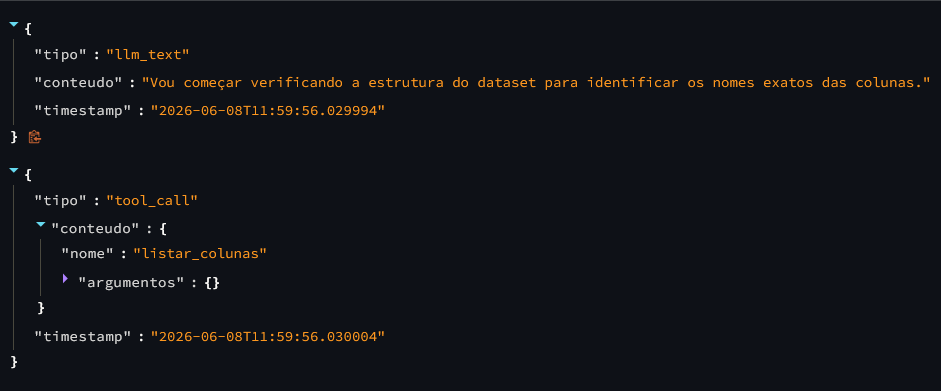 {
"tipo" : "llm_text"
"conteudo" : "Vou começar verificando a estrutura do dataset para identificar os nomes exatos das colunas."
"timestamp" : "2026-06-08T11:59:56.029994"
}
{
"tipo" : "tool_call"
"conteudo" : {
"nome" : "listar_colunas"
"argumentos" : {}
}
"timestamp" : "2026-06-08T11:59:56.030004"
}